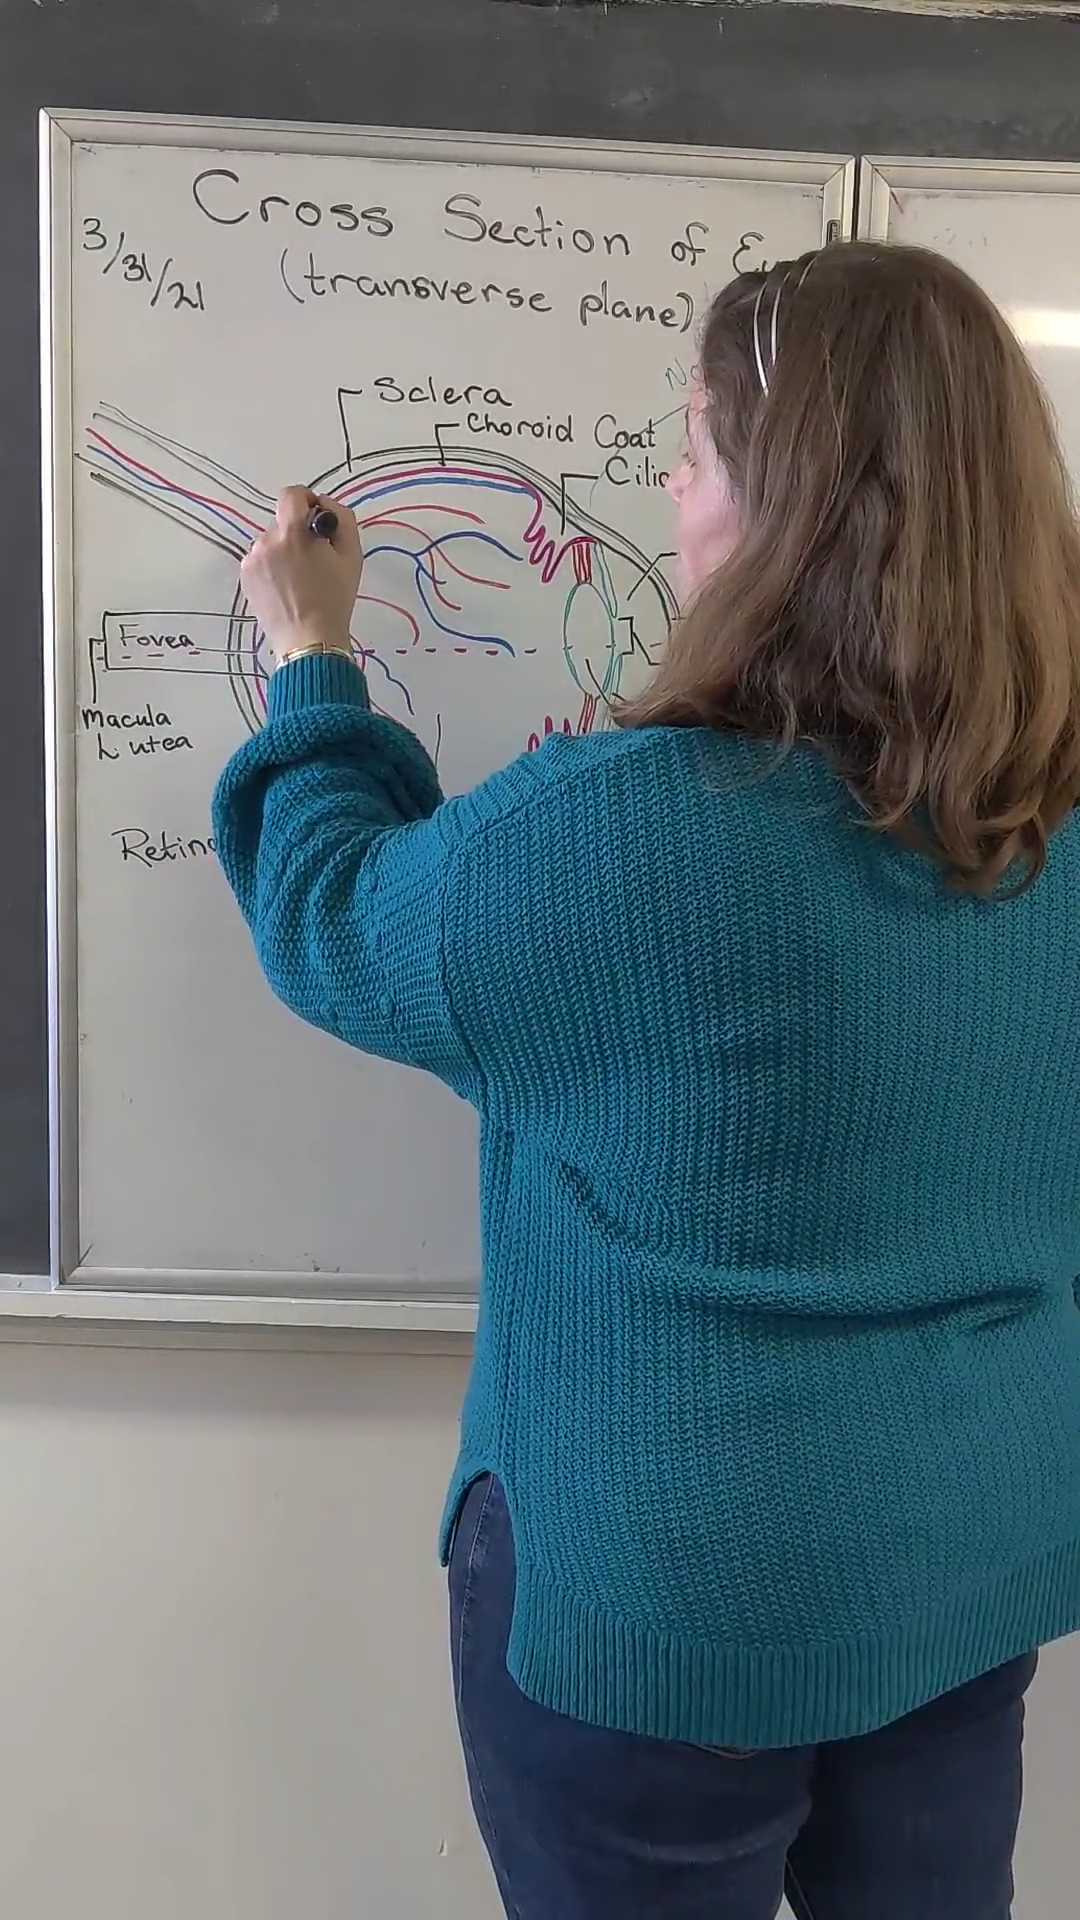 Cross Section of
3/31/21
(transverse plane)
Sclera
Choroid Coat
Fovea
Macula
Lutea